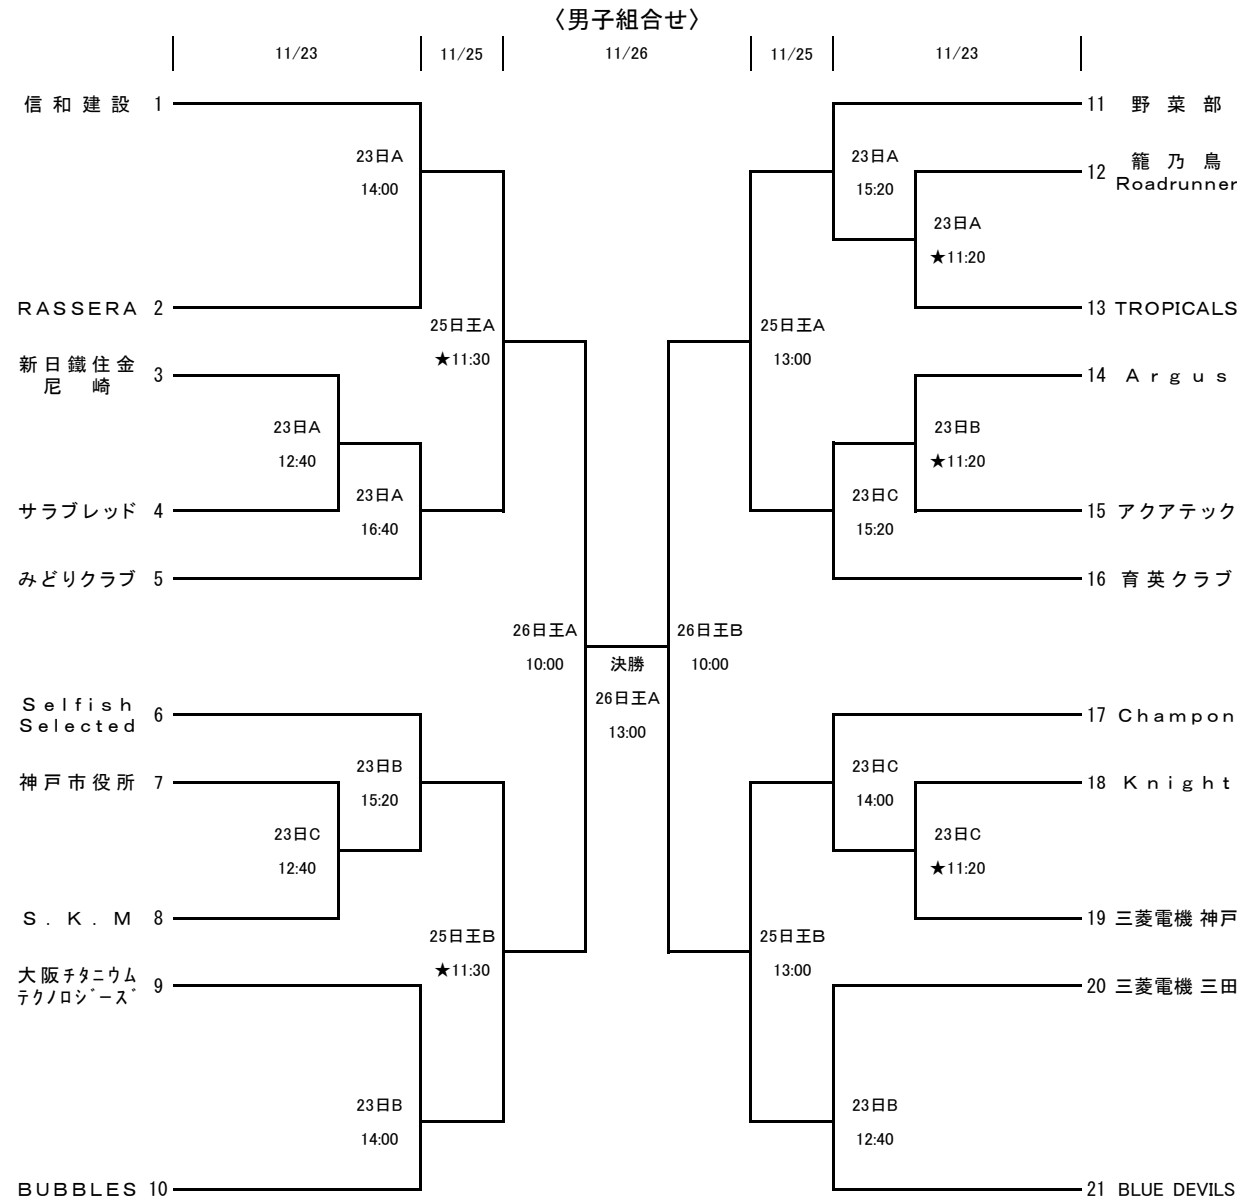 〈男子組合せ〉
11/23 11/25 11/26 11/25 11/23
信和建設 1
11 野菜部
23日A
14:00
23日A
15:20
12 籠乃鳥
Roadrunner
23日A
★11:20
RASSERA 2
13 TROPICALS
25日王A
★11:30
25日王A
13:00
新日鐵住金
尼崎 3
14 Argus
23日A
12:40
23日B
★11:20
サラブレッド 4
23日A
16:40
23日C
15:20
15 アクアテック
みどりクラブ 5
16 育英クラブ
26日王A
10:00
26日王B
10:00
決勝
26日王A
13:00
Selfish
Selected 6
17 Champon
神戸市役所 7
23日B
15:20
23日C
14:00
18 Knight
23日C
12:40
23日C
★11:20
S.K.M 8
19 三菱電機 神戸
25日王B
★11:30
25日王B
13:00
大阪チタニウム
テクノロジーズ 9
20 三菱電機 三田
23日B
14:00
23日B
12:40
BUBBLES 10
21 BLUE DEVILS